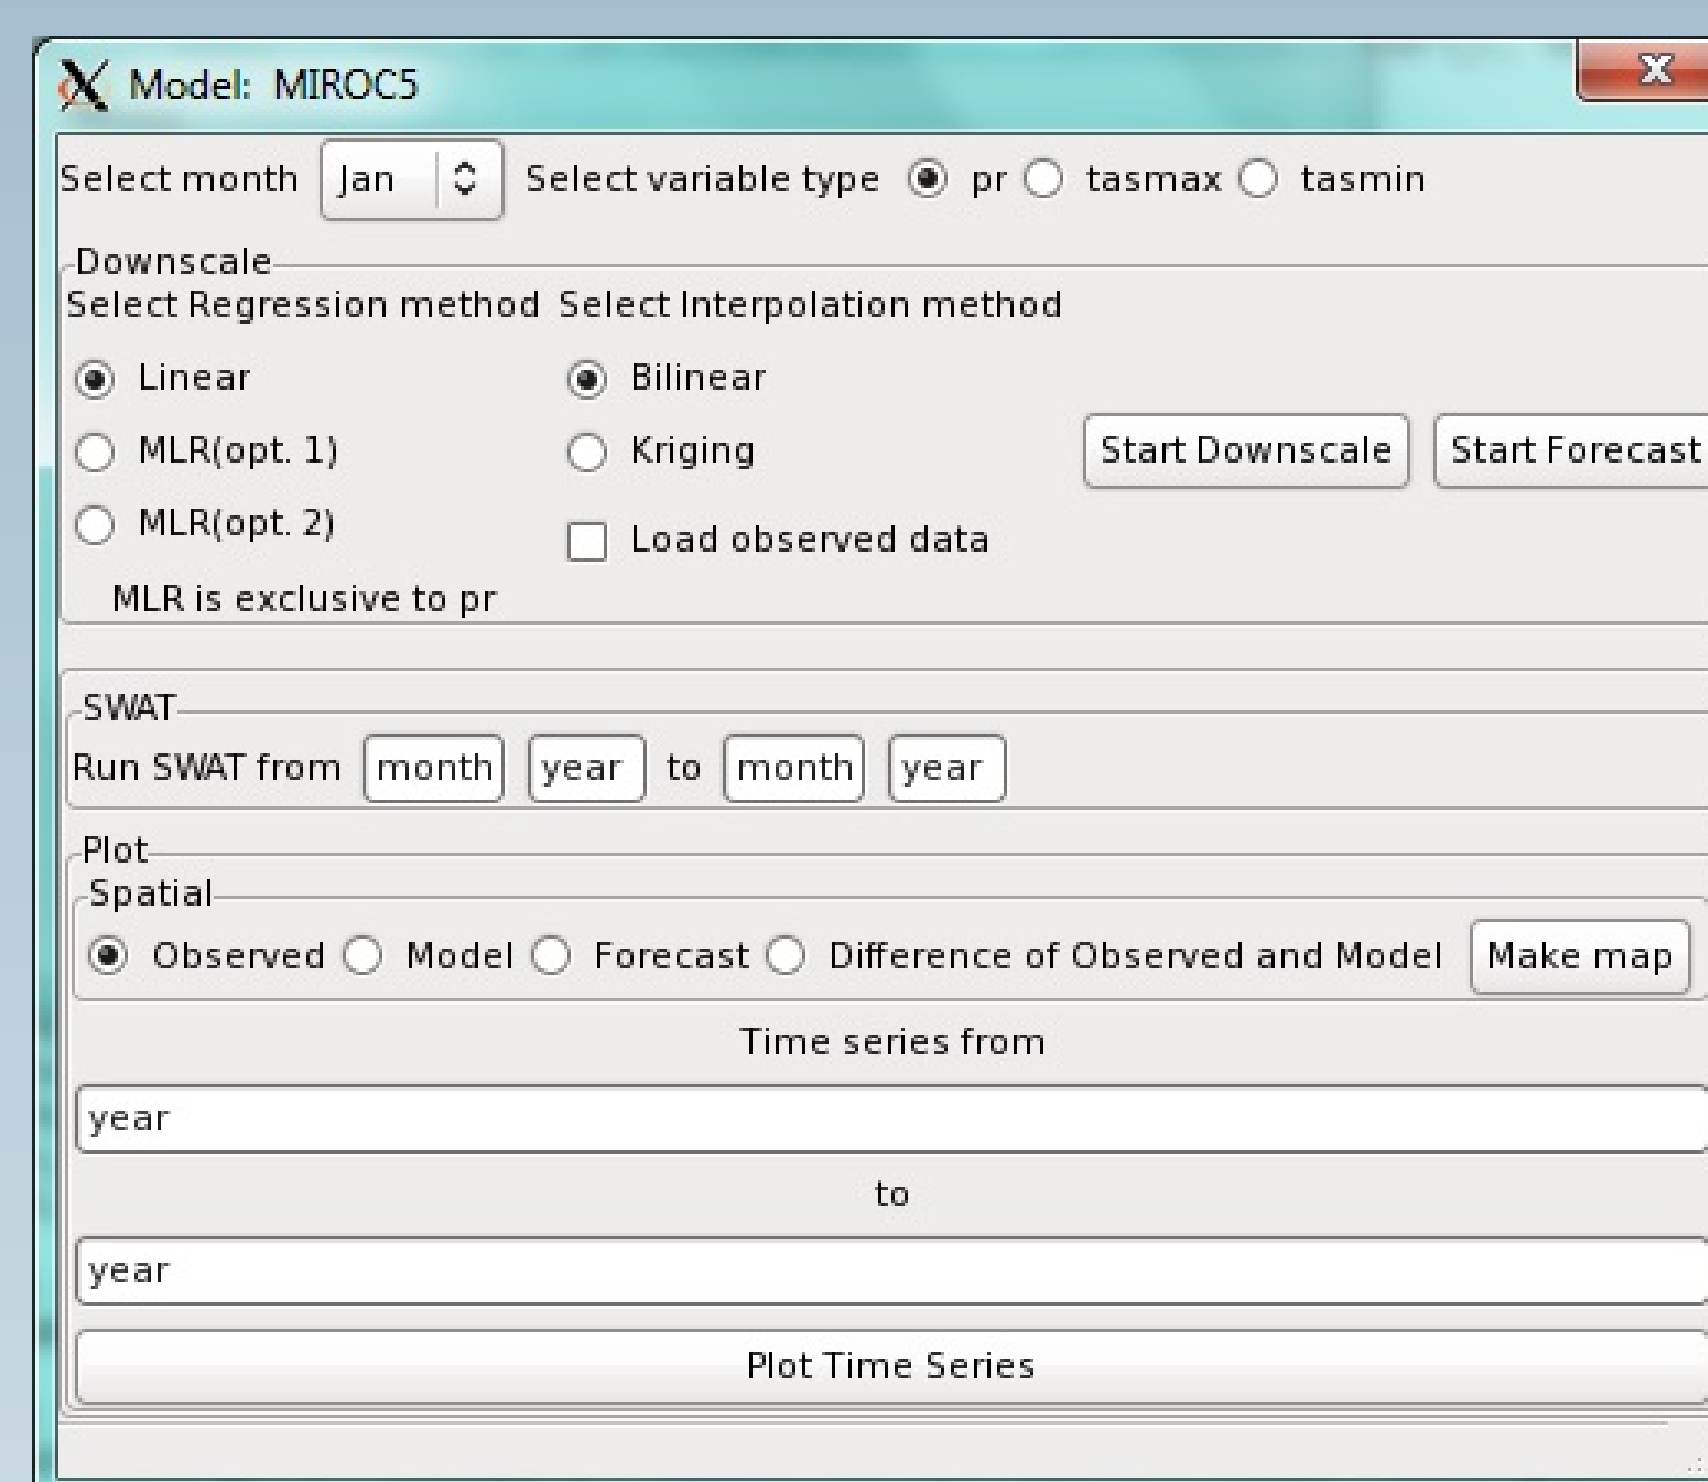 Model: MIROC5
Select month Jan Select variable type pr tasmax tasmin
Downscale
Select Regression method Select Interpolation method
Linear Bilinear
MLR(opt. 1) Kriging Start Downscale Start Forecast
MLR(opt. 2) Load observed data
MLR is exclusive to pr
SWAT
Run SWAT from month year to month year
Plot
Spatial
Observed Model Forecast Difference of Observed and Model Make map
Time series from
year
to
year
Plot Time Series